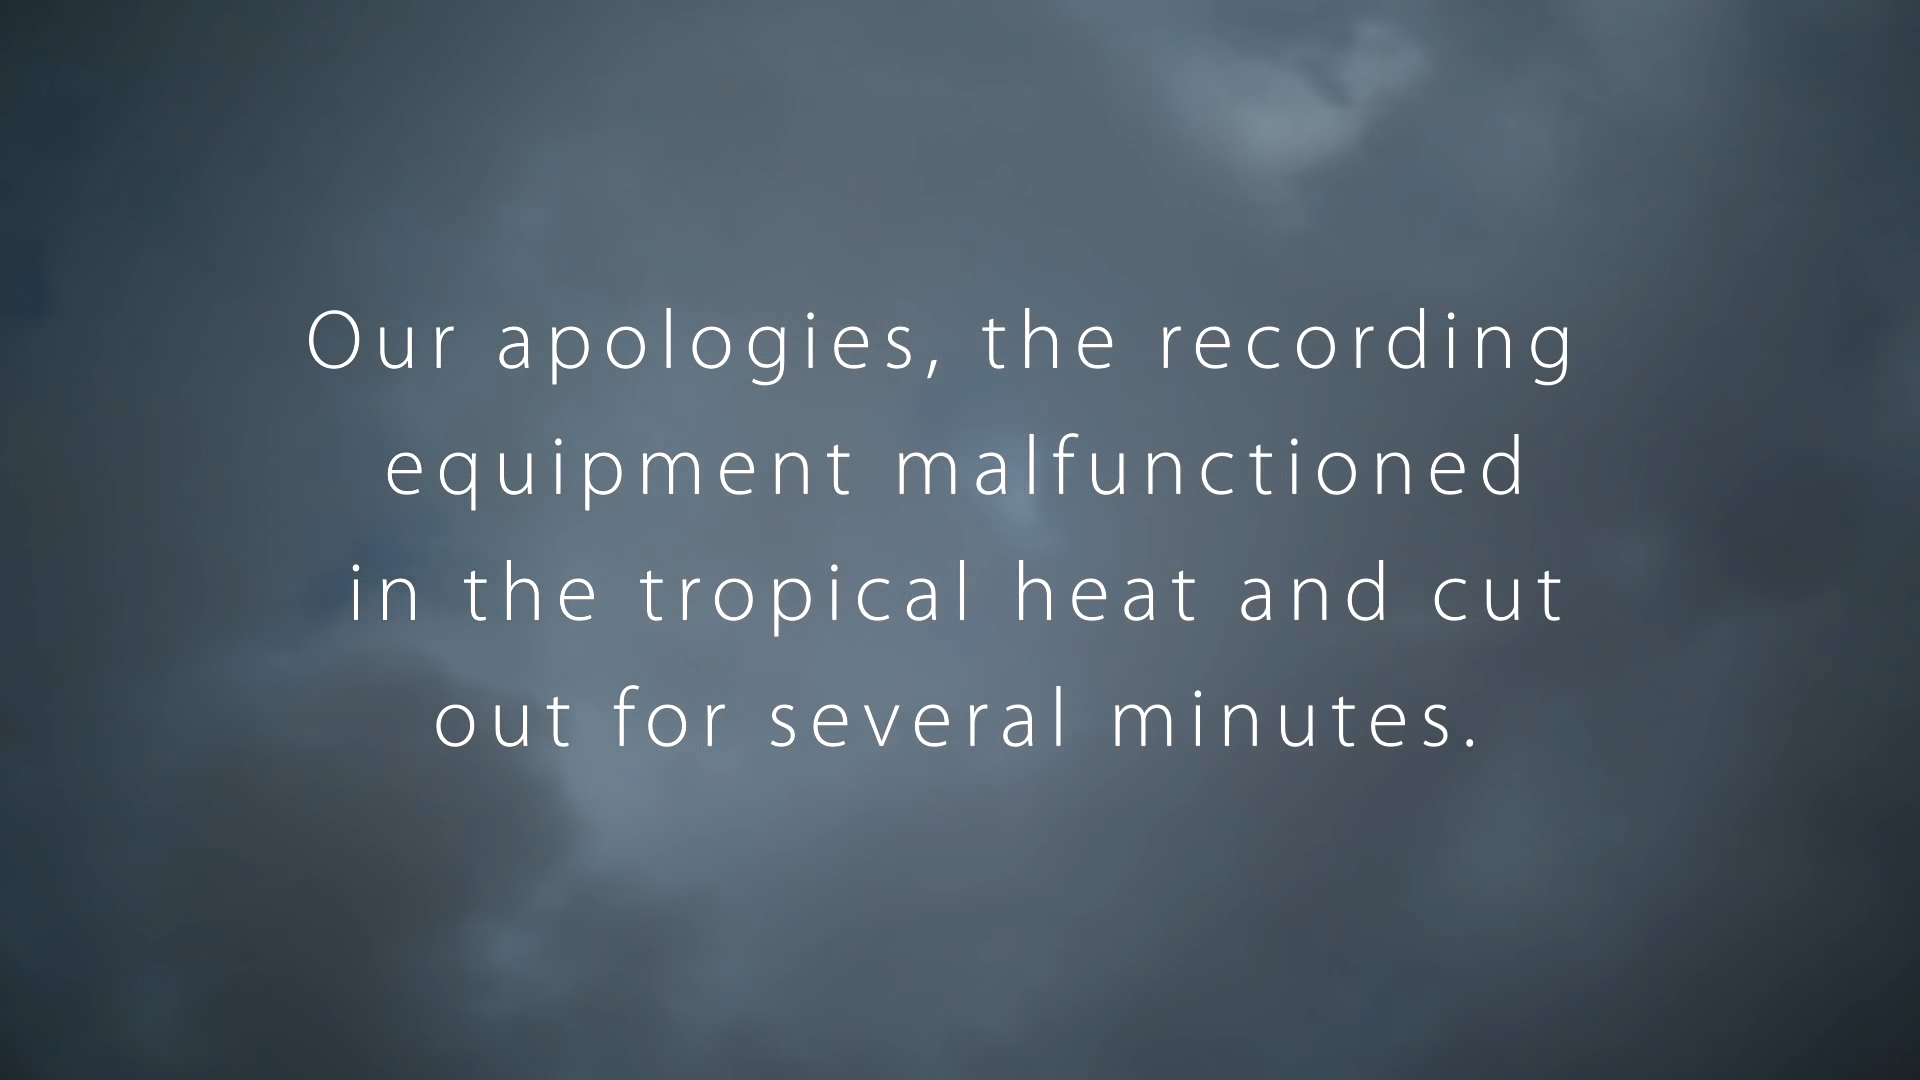 Our apologies, the recording
equipment malfunctioned
in the tropical heat and cut
out for several minutes.